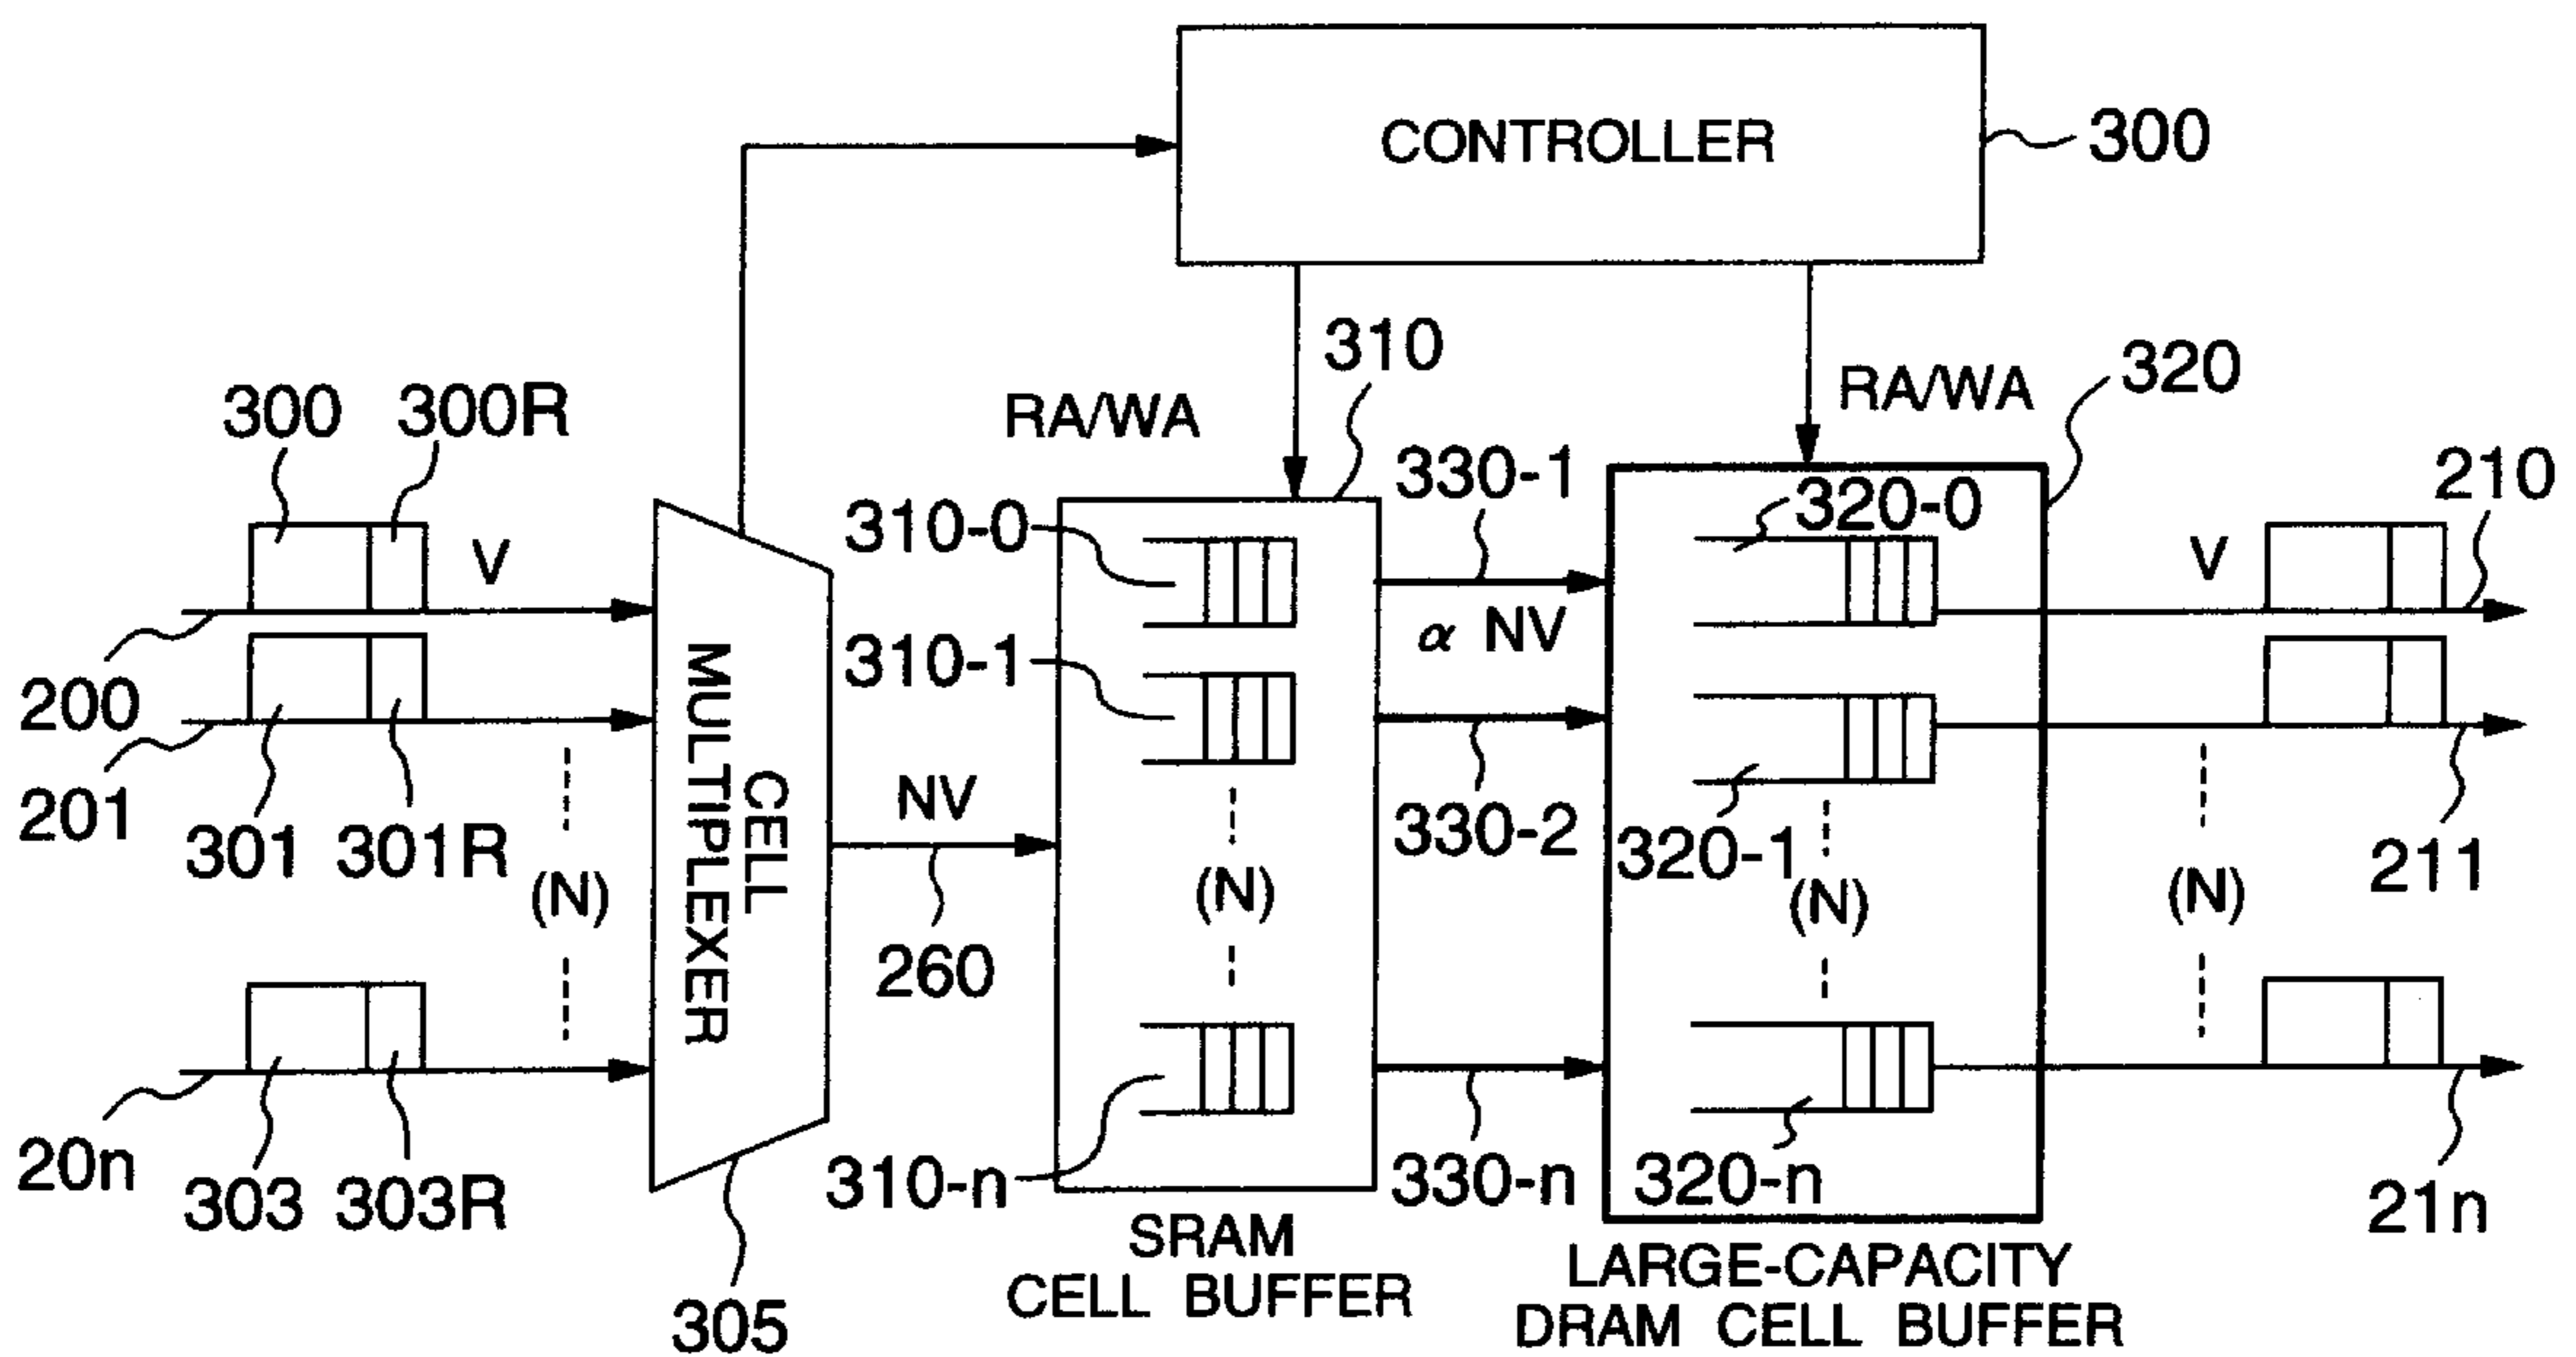 CONTROLLER
300
310
320
RA/WA
RA/WA
300 300R
330-1
210
320-0
310-0
V
V
α NV
310-1
200
CELL
MULTIPLEXER
201
NV
330-2
320-1
301 301R
(N)
(N)
(N)
(N)
211
260
20n
303 303R
310-n
330-n
320-n
21n
SRAM
CELL BUFFER
LARGE-CAPACITY
DRAM CELL BUFFER
305